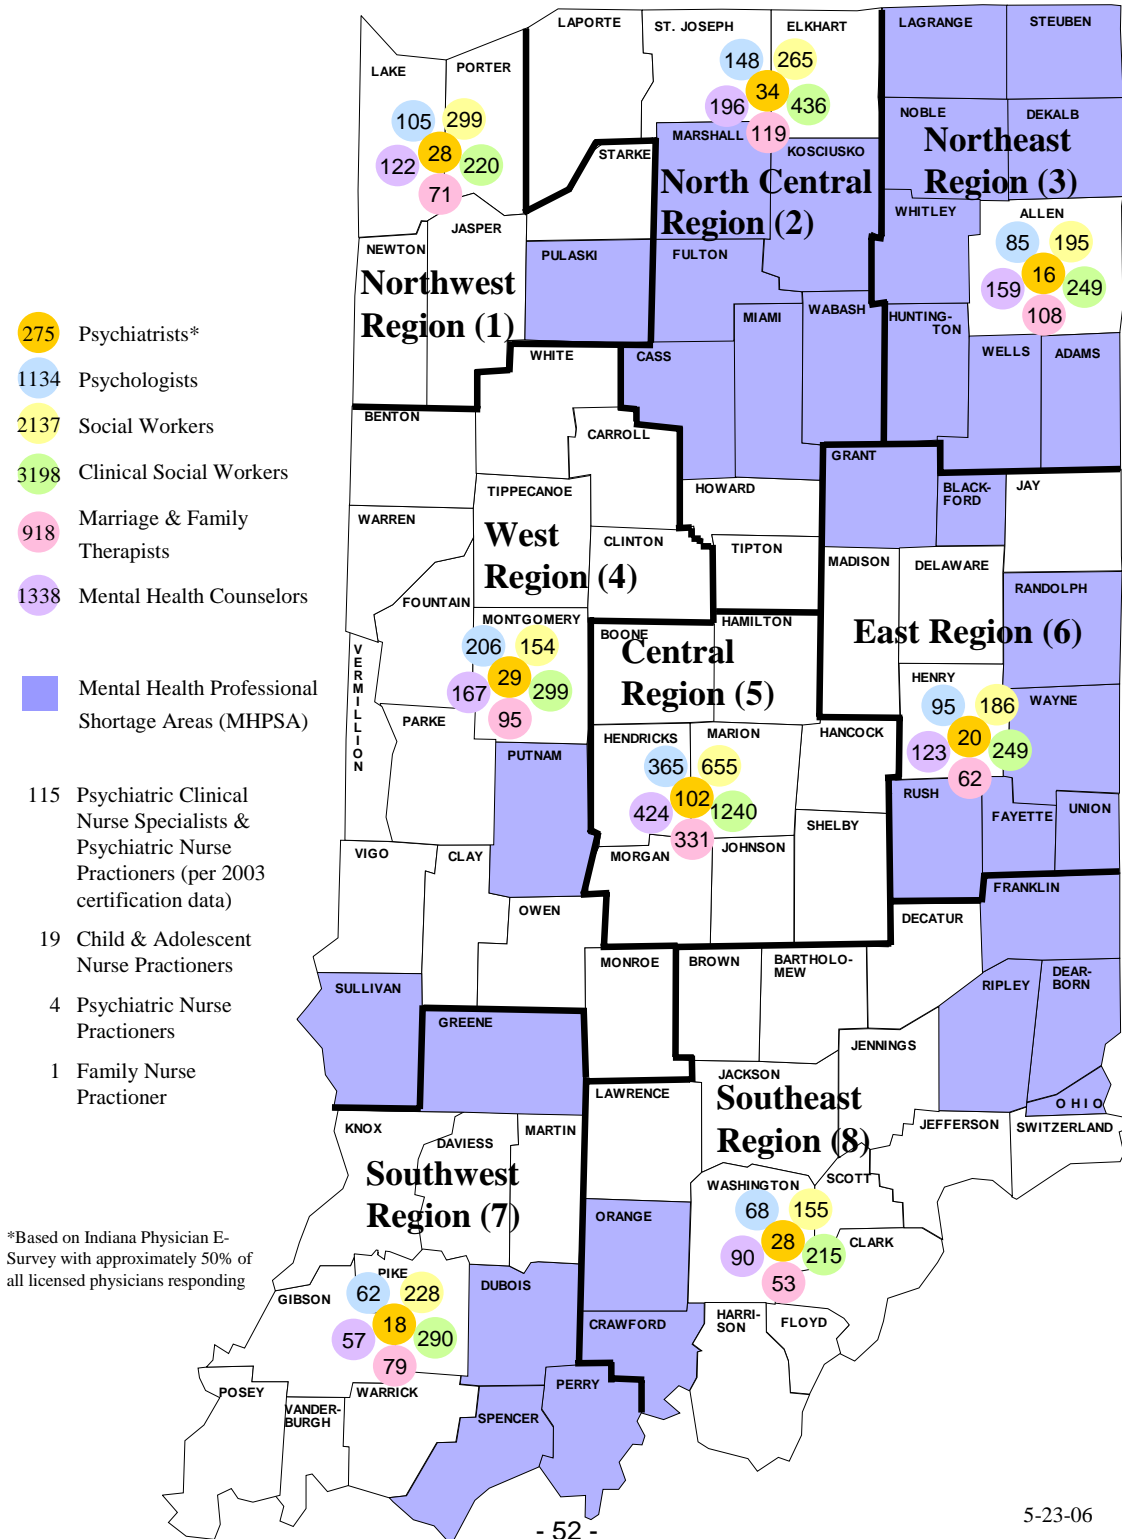 LAPORTE
ST. JOSEPH
ELKHART
LAGRANGE
STEUBEN
LAKE
PORTER
148
265
34
196
436
119
105
299
28
122
220
71
MARSHALL
KOSCIUSKO
STARKE
NOBLE
DEKALB
Northeast
Region (3)
North Central
Region (2)
WHITLEY
ALLEN
85
195
16
159
249
108
NEWTON
JASPER
PULASKI
FULTON
Northwest
Region (1)
MIAMI
WABASH
HUNTING-
TON
WELLS
ADAMS
275 Psychiatrists*
1134 Psychologists
2137 Social Workers
3198 Clinical Social Workers
918 Marriage & Family
Therapists
1338 Mental Health Counselors
Mental Health Professional
Shortage Areas (MHPSA)
115 Psychiatric Clinical
Nurse Specialists &
Psychiatric Nurse
Practioners (per 2003
certification data)
19 Child & Adolescent
Nurse Practioners
4 Psychiatric Nurse
Practioners
1 Family Nurse
Practioner
WHITE
CASS
BENTON
CARROLL
GRANT
BLACK-
FORD
JAY
TIPPECANOE
HOWARD
WARREN
West
Region (4)
CLINTON
TIPTON
MADISON
DELAWARE
RANDOLPH
FOUNTAIN
MONTGOMERY
206
154
29
167
299
95
BOONE
HAMILTON
Central
Region (5)
East Region (6)
VERMILLION
PARKE
PUTNAM
HENDRICKS
MARION
365
655
102
424
1240
331
HANCOCK
HENRY
95
186
20
123
249
62
WAYNE
RUSH
FAYETTE
UNION
VIGO
CLAY
MORGAN
JOHNSON
SHELBY
OWEN
FRANKLIN
DECATUR
MONROE
BROWN
BARTHOLO-
MEW
SULLIVAN
GREENE
RIPLEY
DEAR-
BORN
JENNINGS
JACKSON
LAWRENCE
Southeast
Region (8)
OHIO
JEFFERSON
SWITZERLAND
KNOX
DAVIESS
MARTIN
Southwest
Region (7)
WASHINGTON
SCOTT
68
155
28
90
215
53
ORANGE
CLARK
*Based on Indiana Physician E-
Survey with approximately 50% of
all licensed physicians responding
PIKE
GIBSON
62
228
18
57
290
79
DUBOIS
CRAWFORD
HARRI-
SON
FLOYD
POSEY
VANDER-
BURGH
WARRICK
SPENCER
PERRY
- 52 -
5-23-06